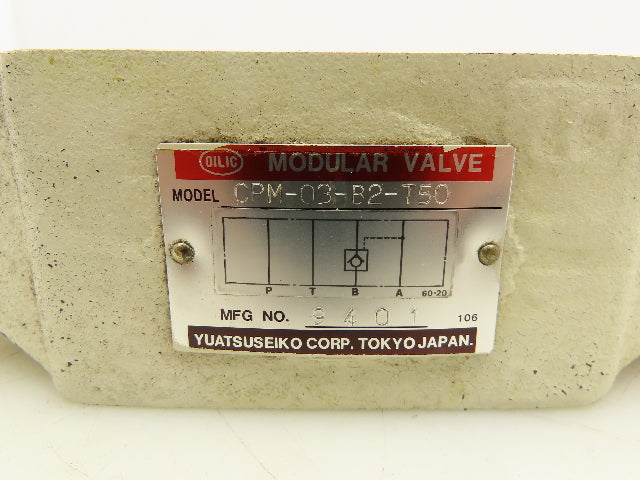 OILIC MODULAR VALVE
MODEL CPM-03-B2-T50
P T B A 60-20
MFG NO. 9401 106
YUATSUSEIKO CORP. TOKYO JAPAN.